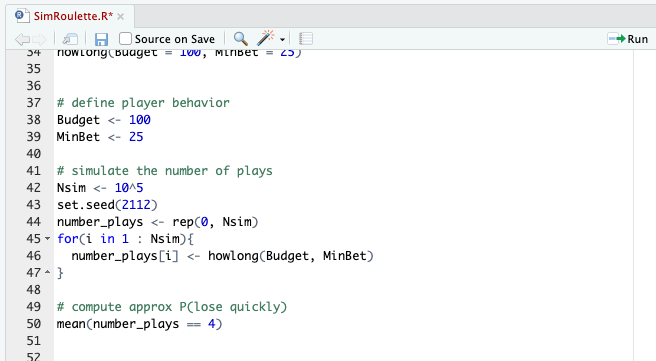 SimRoulette.R*
Source on Save
Run
34 howlong(Budget = 100, MinBet = 25)
35
36
37 # define player behavior
38 Budget <- 100
39 MinBet <- 25
40
41 # simulate the number of plays
42 Nsim <- 10^5
43 set.seed(2112)
44 number_plays <- rep(0, Nsim)
45 for(i in 1 : Nsim){
46 number_plays[i] <- howlong(Budget, MinBet)
47 }
48
49 # compute approx P(lose quickly)
50 mean(number_plays == 4)
51
52